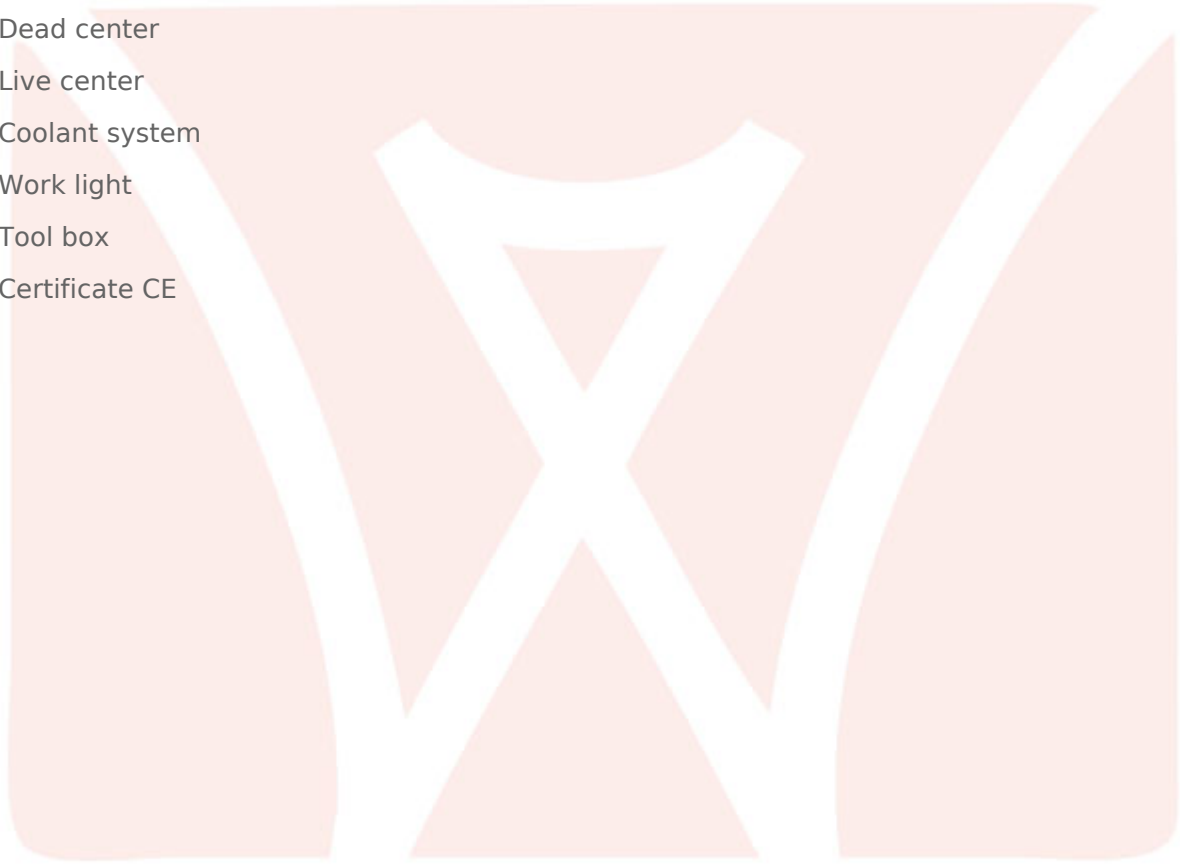 Dead center
Live center
Coolant system
Work light
Tool box
Certificate CE